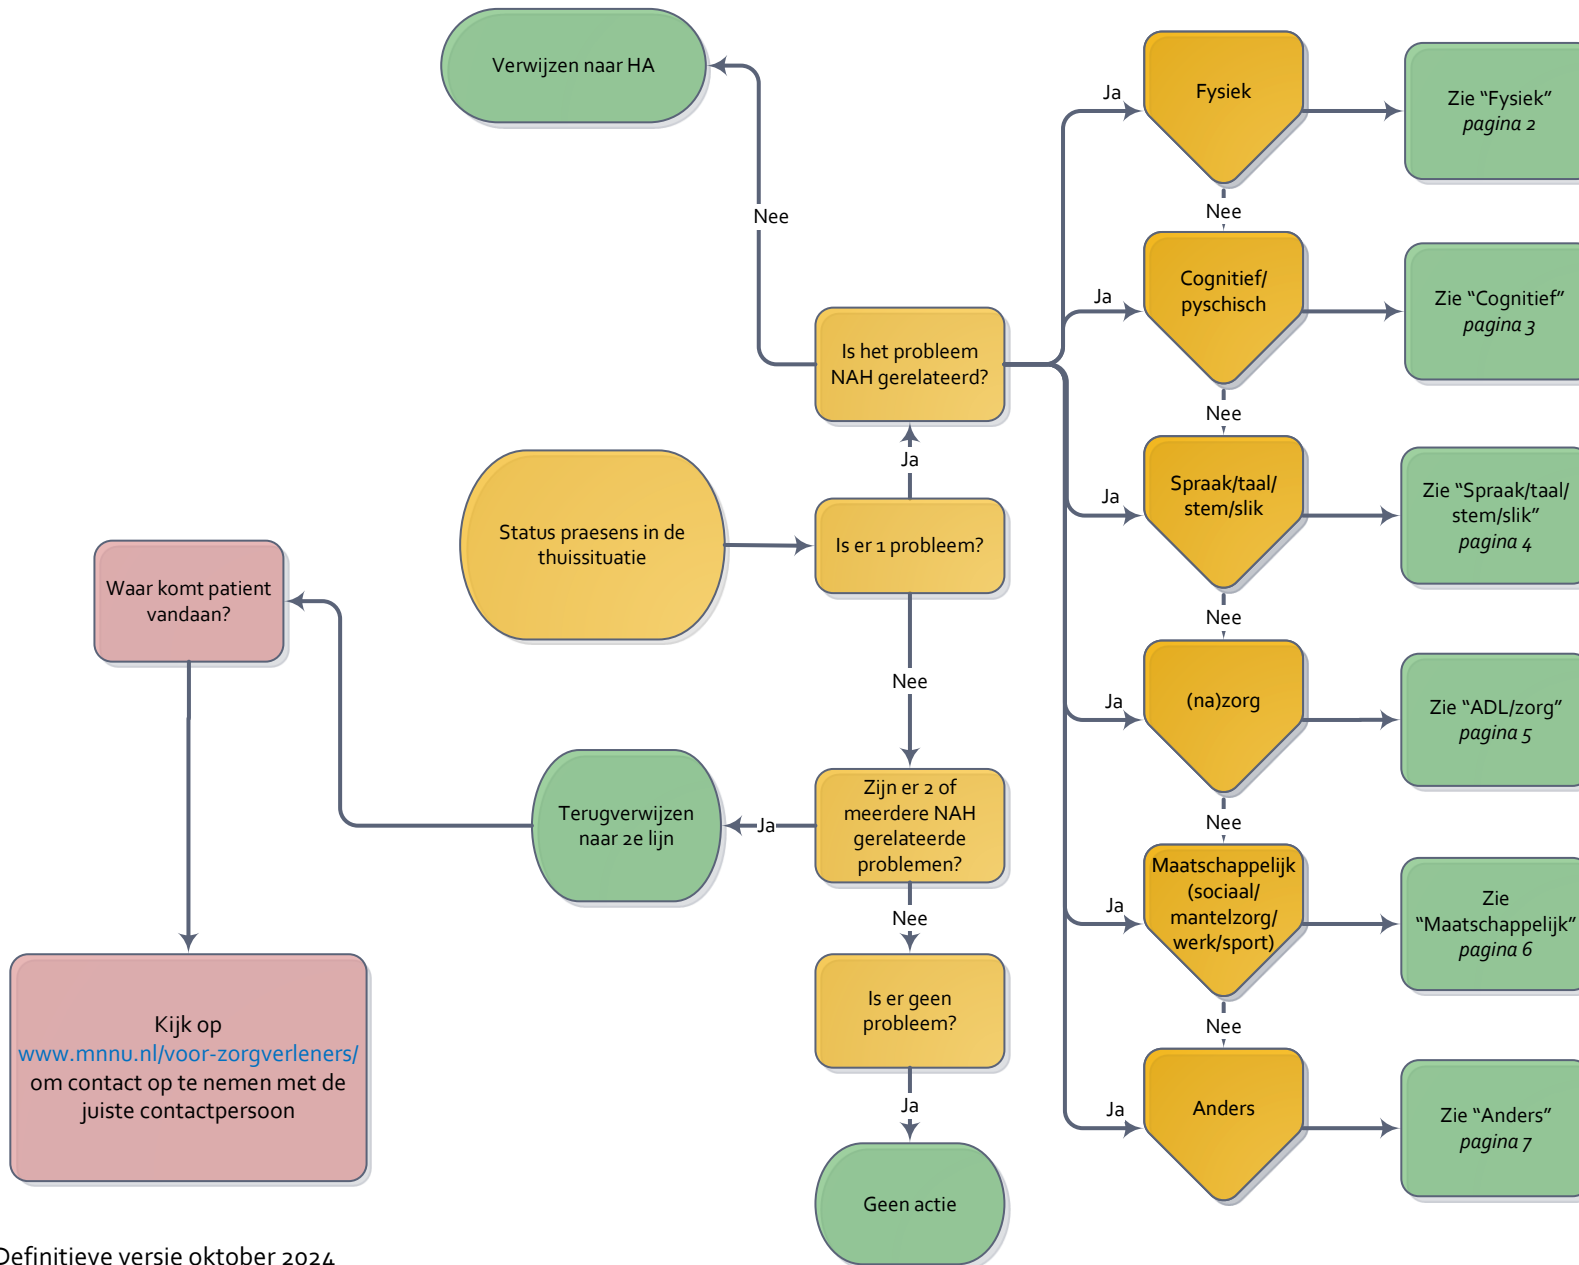 Verwijzen naar HA
Nee
Ja
Fysiek
Zie “Fysiek”
pagina 2
Nee
Ja
Cognitief/
pyschisch
Zie “Cognitief”
pagina 3
Is het probleem
NAH gerelateerd?
Nee
Ja
Ja
Spraak/taal/
stem/slik
Zie “Spraak/taal/
stem/slik”
pagina 4
Status praesens in de
thuissituatie
Is er 1 probleem?
Waar komt patient
vandaan?
Nee
Nee
Ja
(na)zorg
Zie “ADL/zorg”
pagina 5
Zijn er 2 of
meerdere NAH
gerelateerde
problemen?
Ja
Terugverwijzen
naar 2e lijn
Nee
Nee
Ja
Maatschappelijk
(sociaal/
mantelzorg/
werk/sport)
Zie
“Maatschappelijk”
pagina 6
Is er geen
probleem?
Kijk op
www.mnnu.nl/voor-zorgverleners/
om contact op te nemen met de
juiste contactpersoon
Nee
Ja
Ja
Anders
Zie “Anders”
pagina 7
Geen actie
Definitieve versie oktober 2024